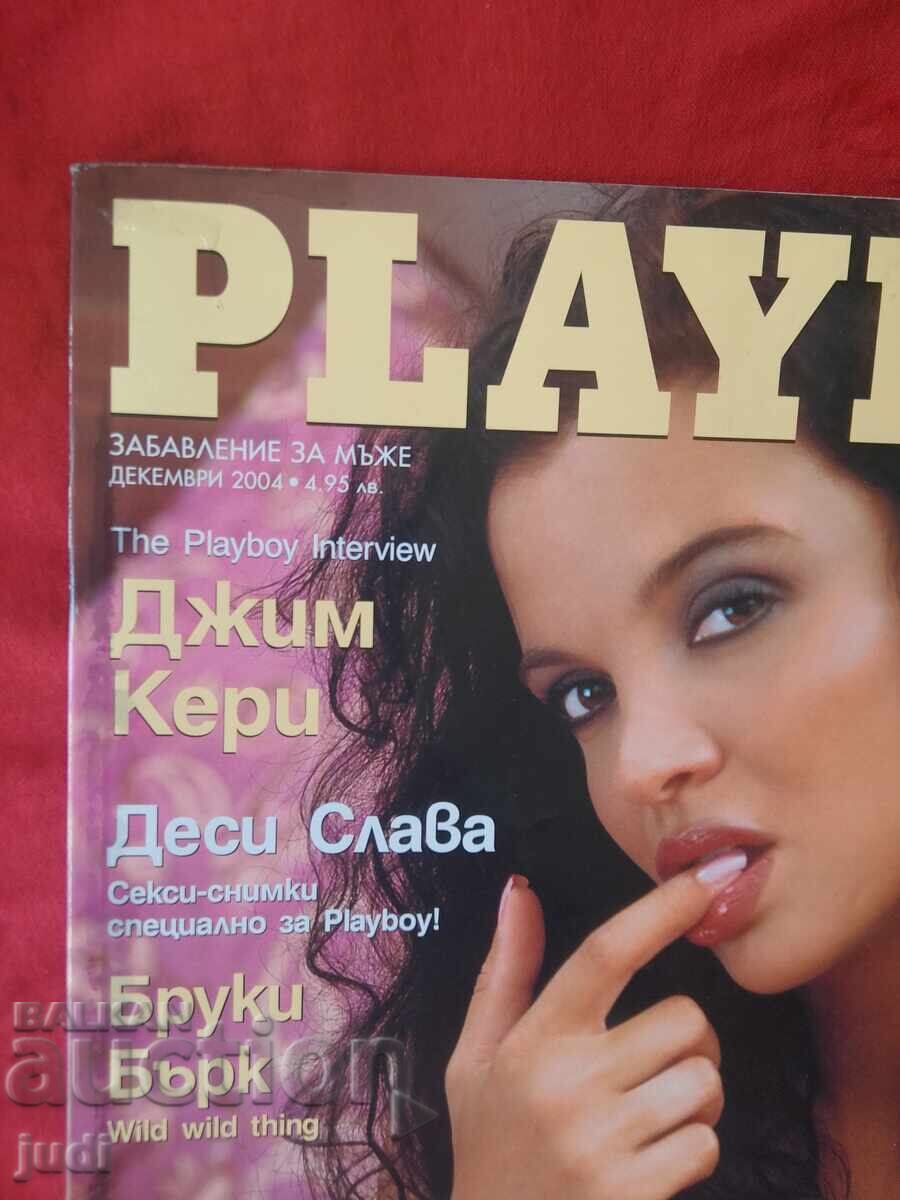 PLAY
ЗАБАВЛЕНИЕ ЗА МЪЖЕ
ДЕКЕМВРИ 2004 • 4.95 лв.
The Playboy Interview
Джим
Кери
Деси Слава
Секси-снимки
специално за Playboy!
Бруки
Бърк
Wild wild thing
BALKAN
auction
judi